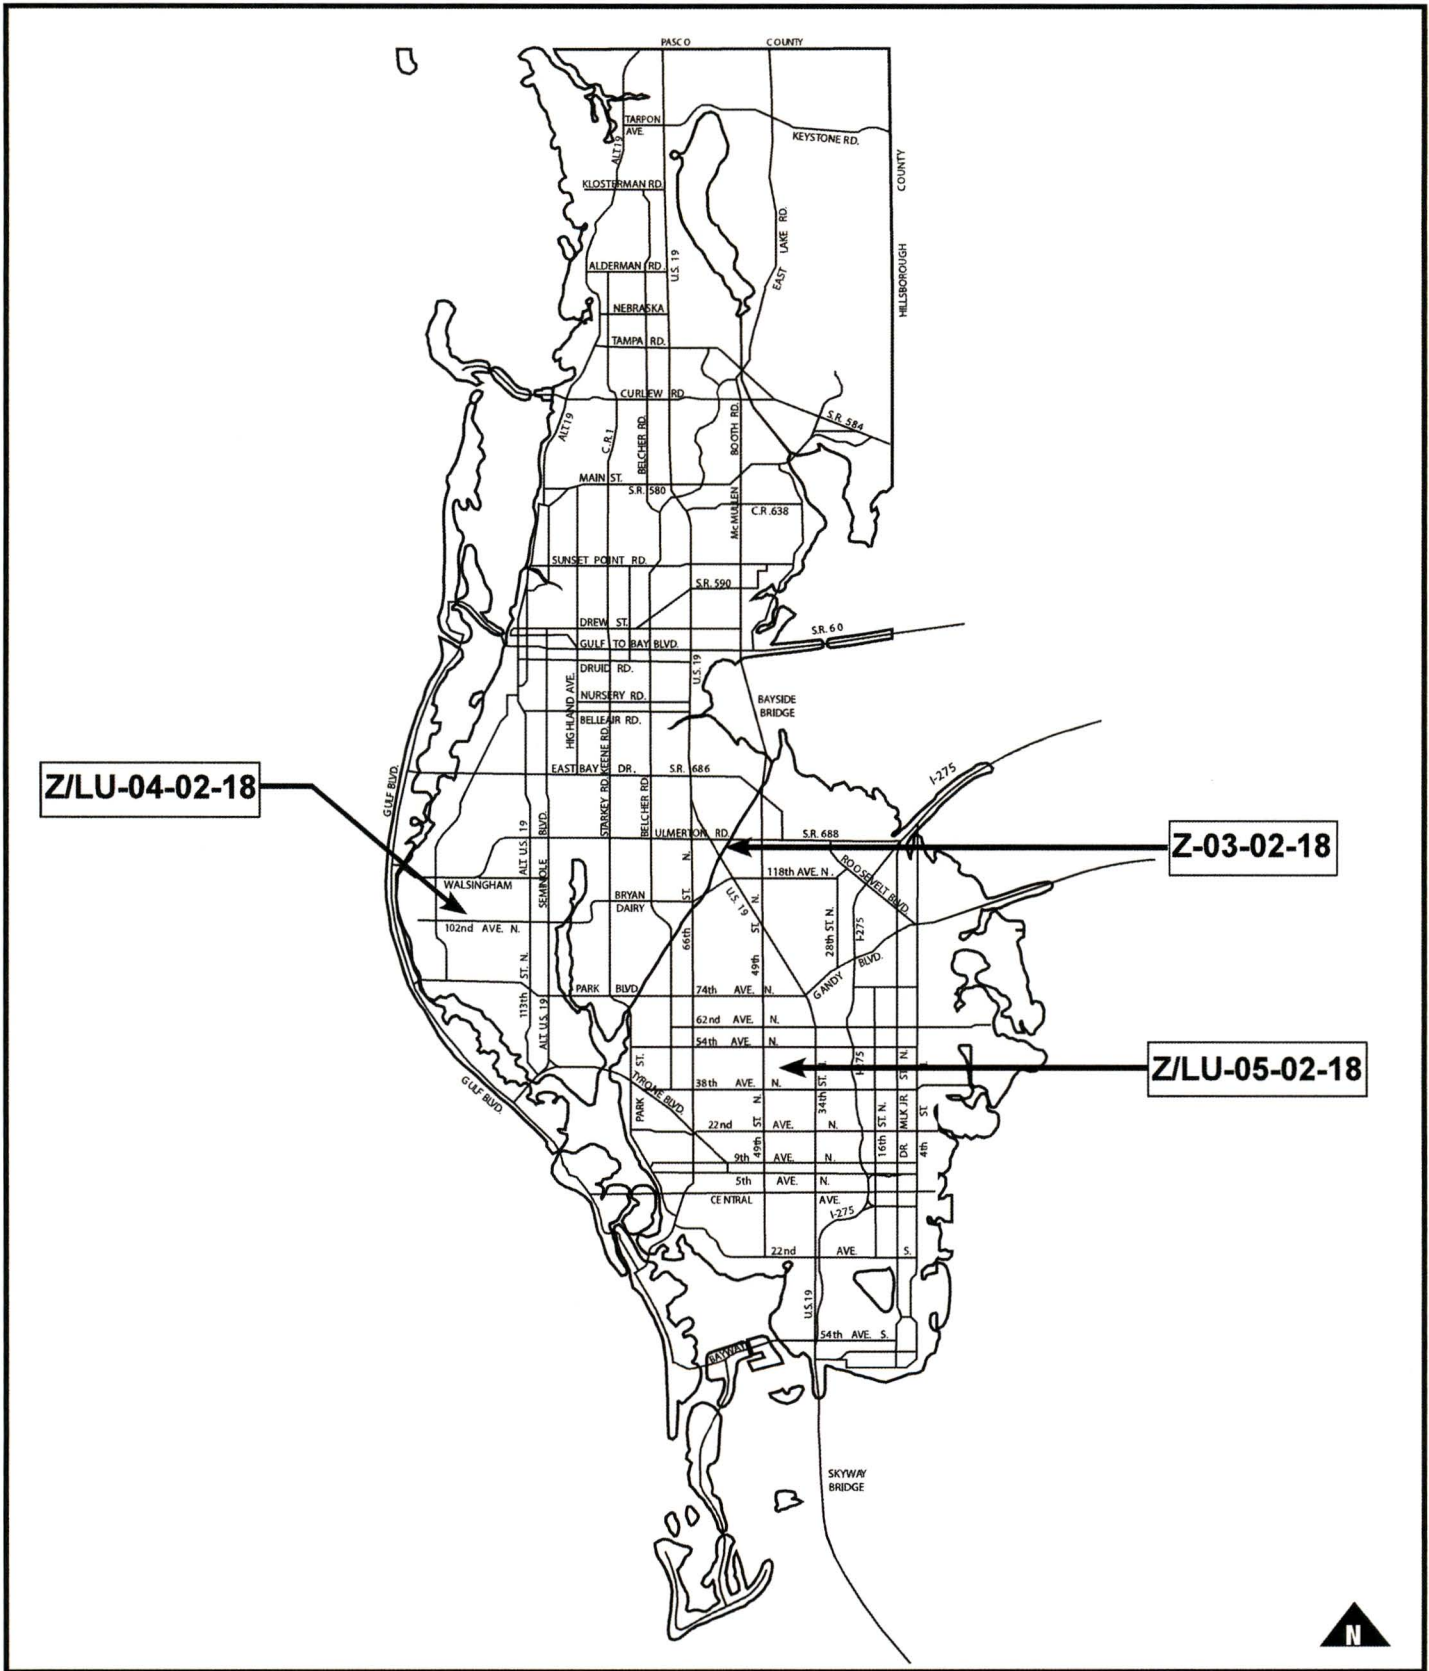 PASCO COUNTY
TARPON
AVE.
KEYSTONE RD.
ALT 19
COUNTY
HILLSBOROUGH
KLOSTERMAN RD.
EAST LAKE RD.
U.S. 19
ALDERMAN RD.
NEBRASKA
TAMPA RD.
CURLEW RD
S.R. 584
ALT 19
C.R.1
BELCHER RD.
McMULLEN BOOTH RD.
MAIN ST.
S.R. 580
C.R.638
SUNSET POINT RD.
S.R. 590
DREW ST.
S.R. 60
GULF TO BAY BLVD.
DRUID RD.
U.S. 19
HIGHLAND AVE.
NURSERY RD.
BELLEAIR RD.
BAYSIDE
BRIDGE
STARKEY RD.
KEENE RD.
EAST BAY DR. S.R. 686
I-275
Z/LU-04-02-18
GULF BLVD.
ALT U.S. 19
SEMINOLE BLVD.
BELCHER RD.
ULMERTON RD.
S.R. 688
Z-03-02-18
ROOSEVELT BLVD.
118th AVE. N.
WALSINGHAM
BRYAN
DAIRY
66th ST. N.
U.S. 19
49th ST. N.
28th ST. N.
I-275
102nd AVE. N.
GANDY BLVD.
113th ST. N.
ALT U.S. 19
PARK BLVD.
74th AVE. N.
62nd AVE. N.
54th AVE. N.
Z/LU-05-02-18
PARK ST.
TYRONE BLVD.
38th AVE. N.
34th ST. N.
I-275
GULF BLVD.
22nd AVE. N.
49th ST. N.
16th ST. N.
DR. MLK JR. ST. N.
4th ST. N.
9th AVE. N.
5th AVE. N.
CENTRAL AVE.
I-275
22nd AVE. S.
U.S.19
54th AVE. S.
BAYWAY
SKYWAY
BRIDGE
N